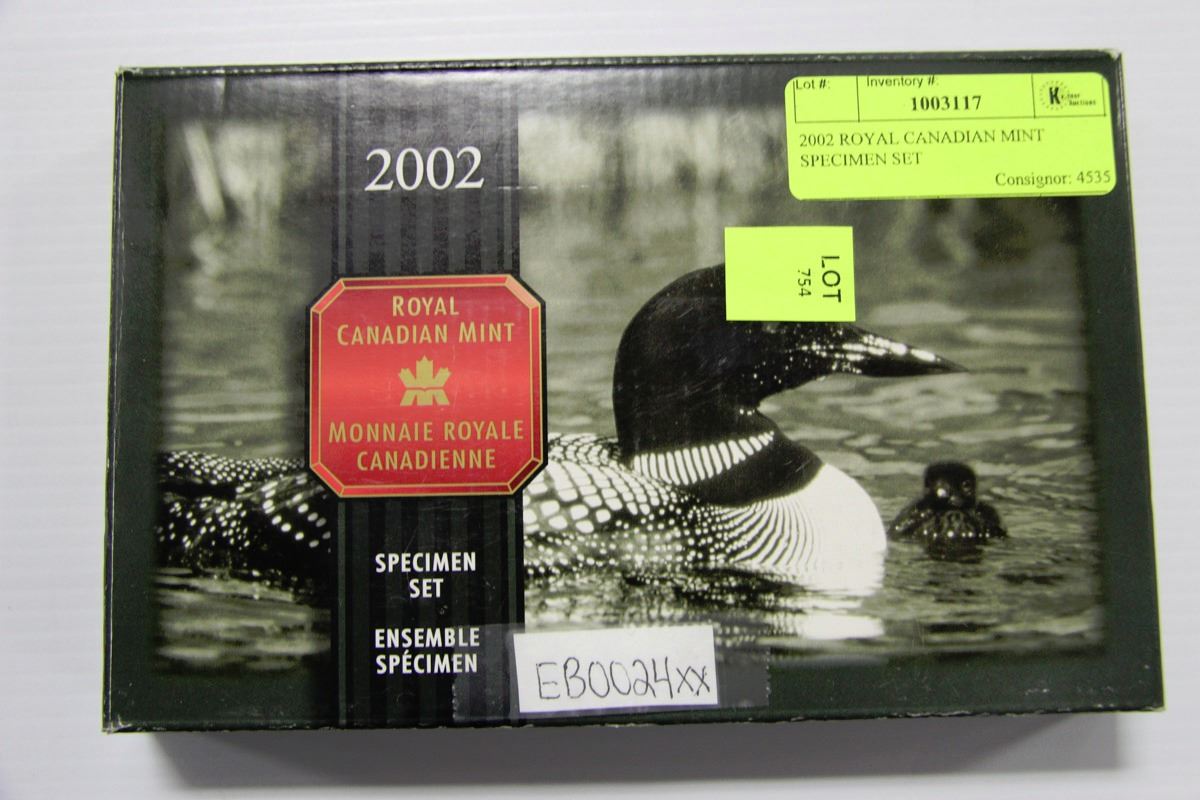 2002
ROYAL
CANADIAN MINT
MONNAIE ROYALE
CANADIENNE
SPECIMEN
SET
ENSEMBLE
SPÉCIMEN
Lot #:
Inventory #:
1003117
Auctions
2002 ROYAL CANADIAN MINT
SPECIMEN SET
Consignor: 4535
LOT
754
EB0024xx